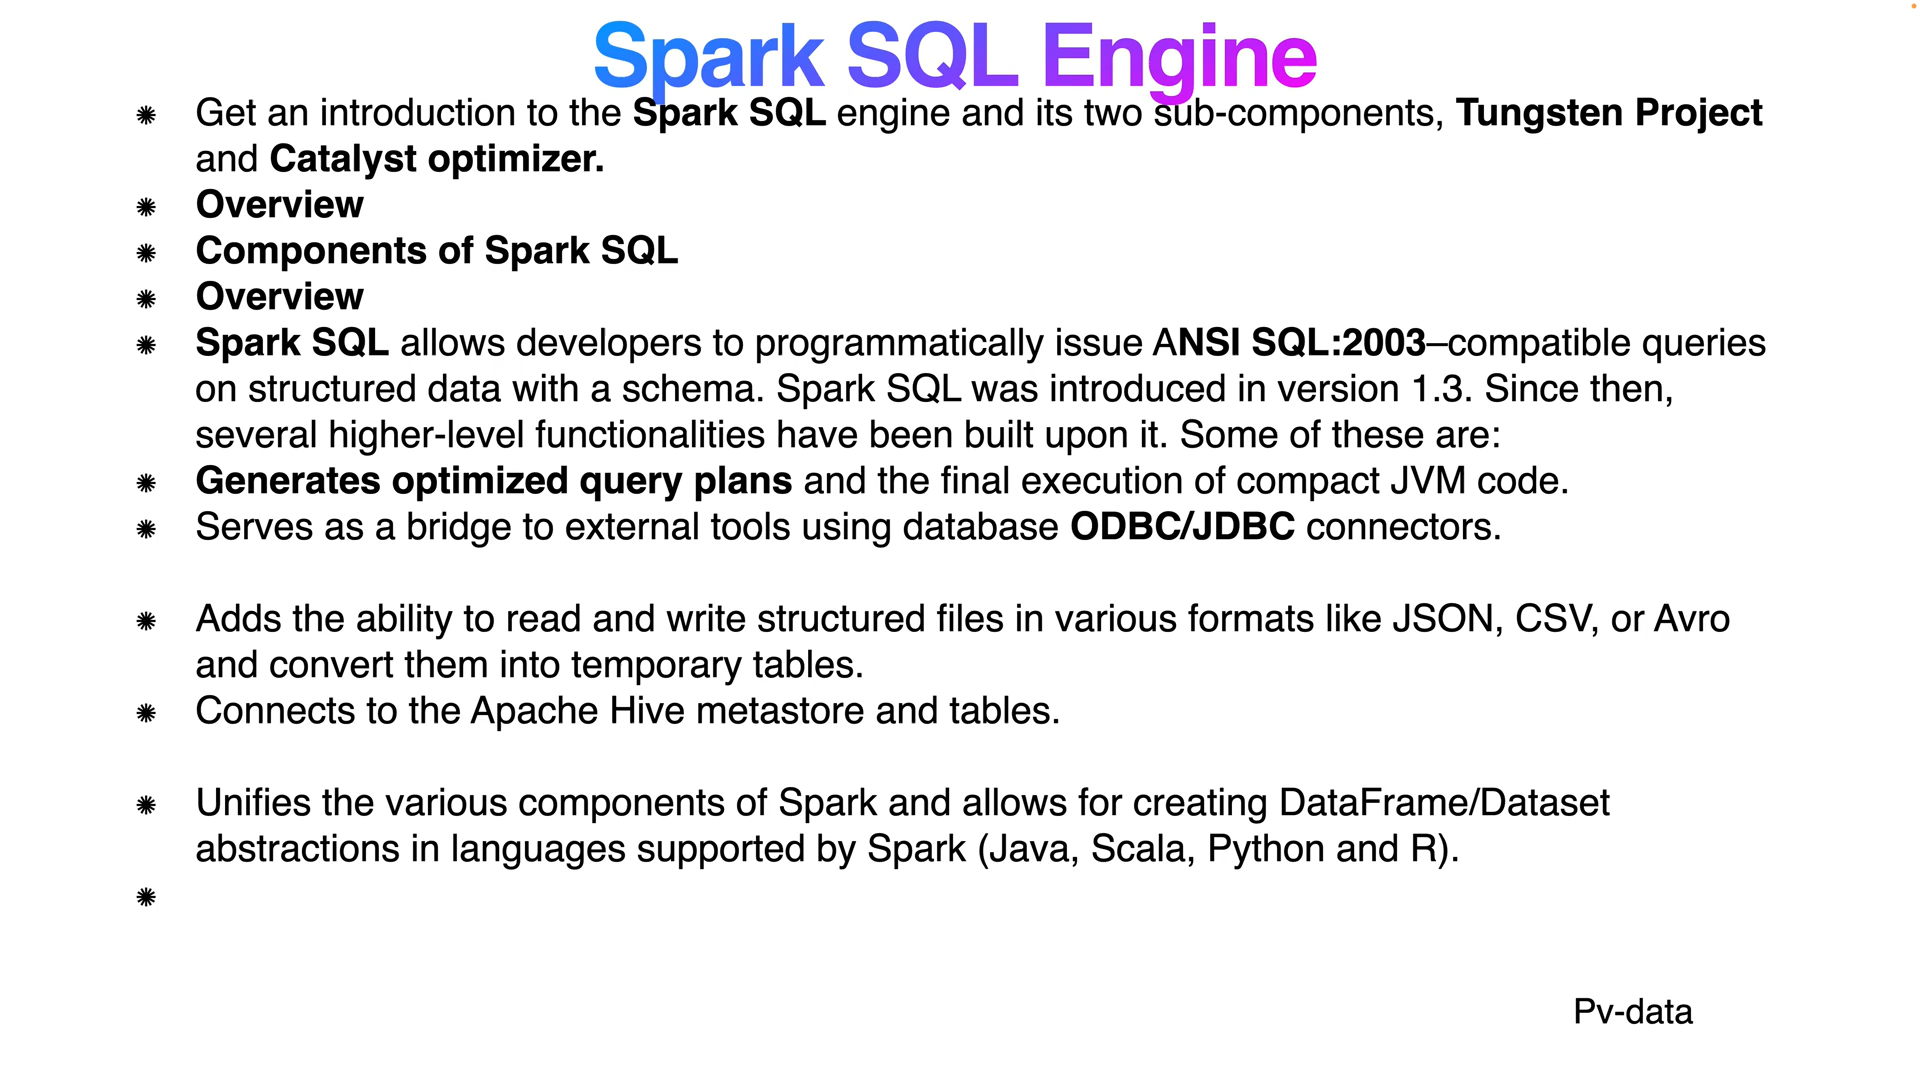 Spark SQL Engine
Get an introduction to the Spark SQL engine and its two sub-components, Tungsten Project
and Catalyst optimizer.
Overview
Components of Spark SQL
Overview
Spark SQL allows developers to programmatically issue ANSI SQL:2003–compatible queries
on structured data with a schema. Spark SQL was introduced in version 1.3. Since then,
several higher-level functionalities have been built upon it. Some of these are:
Generates optimized query plans and the final execution of compact JVM code.
Serves as a bridge to external tools using database ODBC/JDBC connectors.
Adds the ability to read and write structured files in various formats like JSON, CSV, or Avro
and convert them into temporary tables.
Connects to the Apache Hive metastore and tables.
Unifies the various components of Spark and allows for creating DataFrame/Dataset
abstractions in languages supported by Spark (Java, Scala, Python and R).
Pv-data